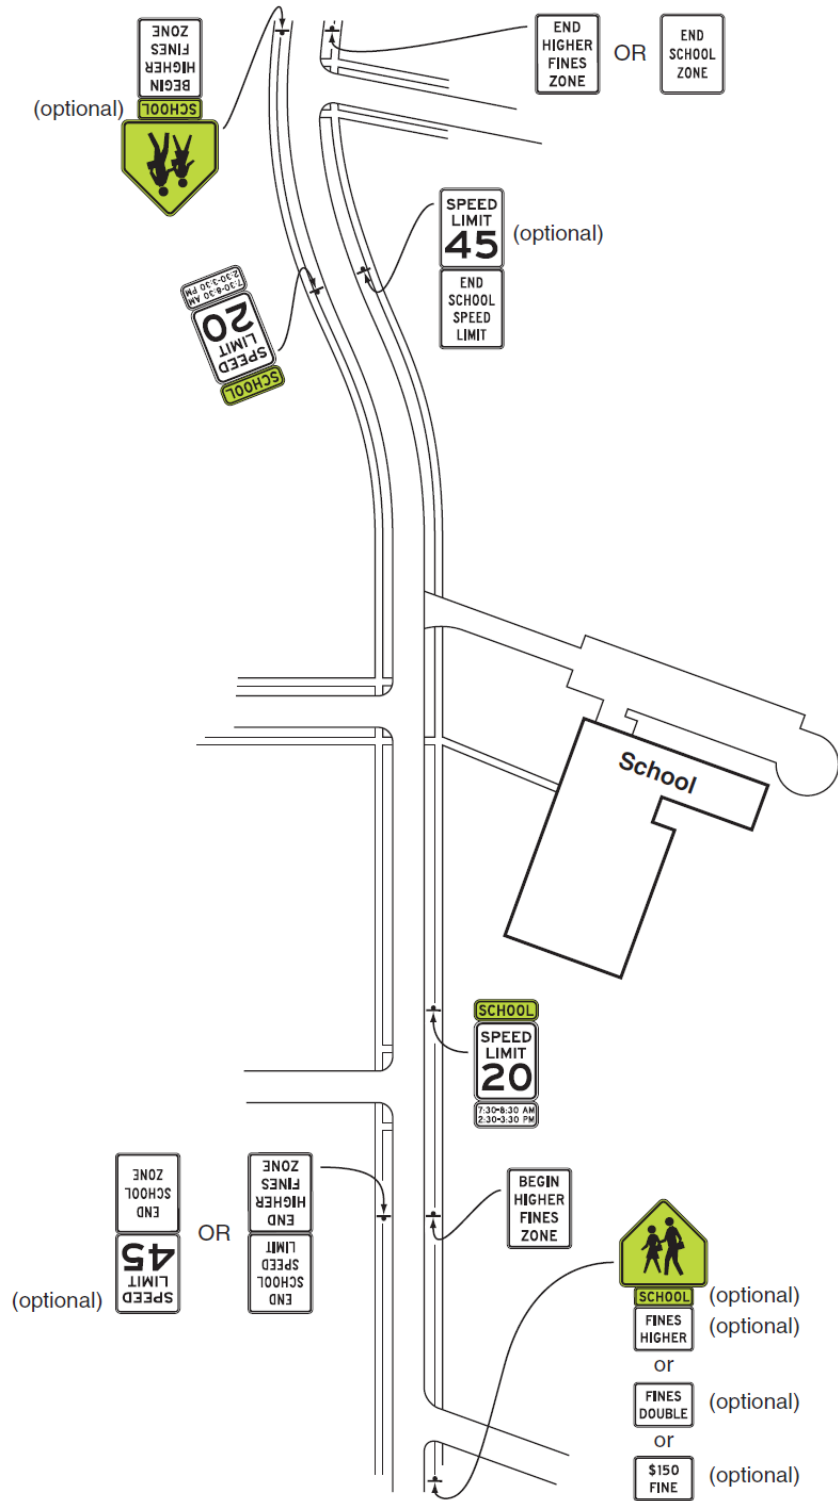 BEGIN
HIGHER
FINES
ZONE
SCHOOL
(optional)
END
HIGHER
FINES
ZONE
OR
END
SCHOOL
ZONE
SPEED
LIMIT
45
(optional)
END
SCHOOL
SPEED
LIMIT
SCHOOL
SPEED
LIMIT
20
7:30-8:30 AM
2:30-3:30 PM
School
SCHOOL
SPEED
LIMIT
20
7:30-8:30 AM
2:30-3:30 PM
SPEED
LIMIT
45
END
SCHOOL
ZONE
(optional)
OR
END
SCHOOL
SPEED
LIMIT
END
HIGHER
FINES
ZONE
BEGIN
HIGHER
FINES
ZONE
SCHOOL
(optional)
FINES
HIGHER
(optional)
or
FINES
DOUBLE
(optional)
or
$150
FINE
(optional)